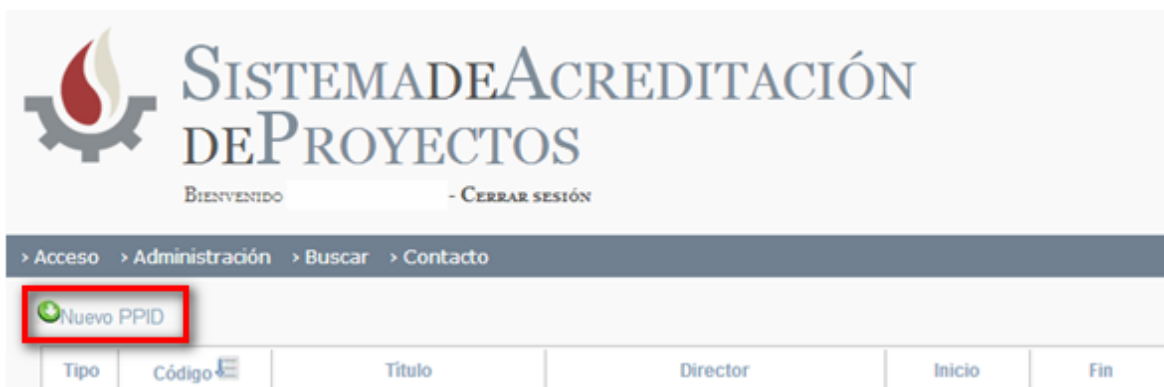 SISTEMADEACREDITACIÓN
DEPROYECTOS
BIENVENIDO - CERRAR SESIÓN
› Acceso › Administración › Buscar › Contacto
Nuevo PPID
Tipo Código Título Director Inicio Fin